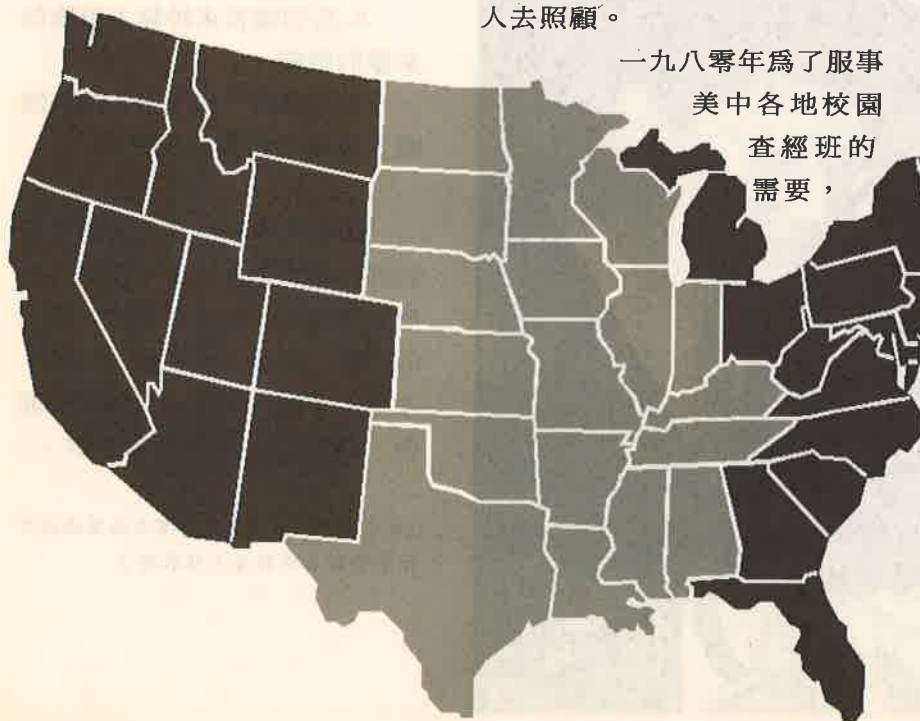 人去照顧。
一九八零年爲了服事
美中各地校園
查經班的
需要，